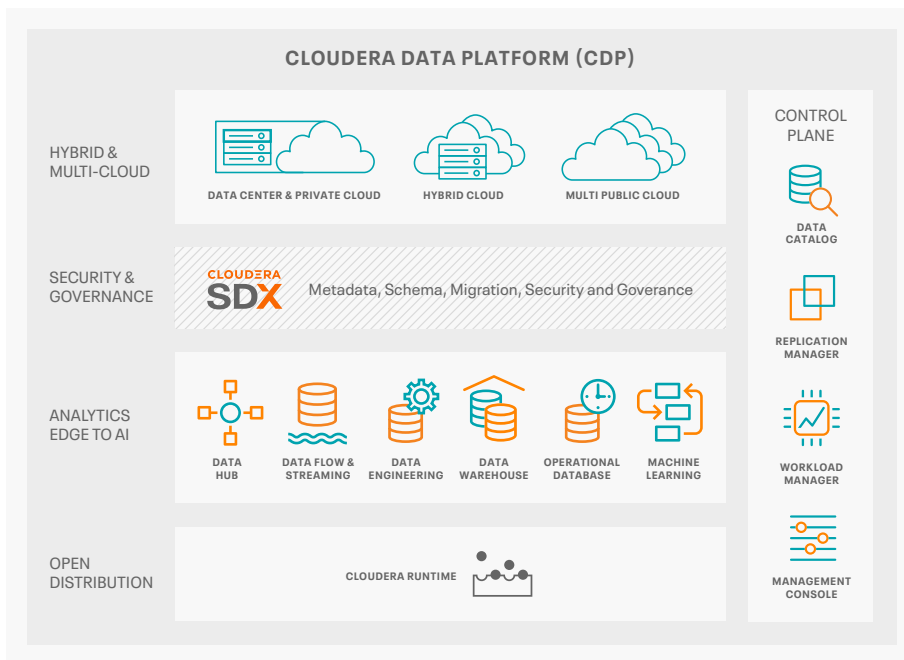 CLOUDERA DATA PLATFORM (CDP)
HYBRID &
MULTI-CLOUD
DATA CENTER & PRIVATE CLOUD
HYBRID CLOUD
MULTI PUBLIC CLOUD
SECURITY &
GOVERNANCE
CLOUDERA
SDX
Metadata, Schema, Migration, Security and Goverance
ANALYTICS
EDGE TO AI
DATA
HUB
DATA FLOW &
STREAMING
DATA
ENGINEERING
DATA
WAREHOUSE
OPERATIONAL
DATABASE
MACHINE
LEARNING
OPEN
DISTRIBUTION
CLOUDERA RUNTIME
CONTROL
PLANE
DATA
CATALOG
REPLICATION
MANAGER
WORKLOAD
MANAGER
MANAGEMENT
CONSOLE